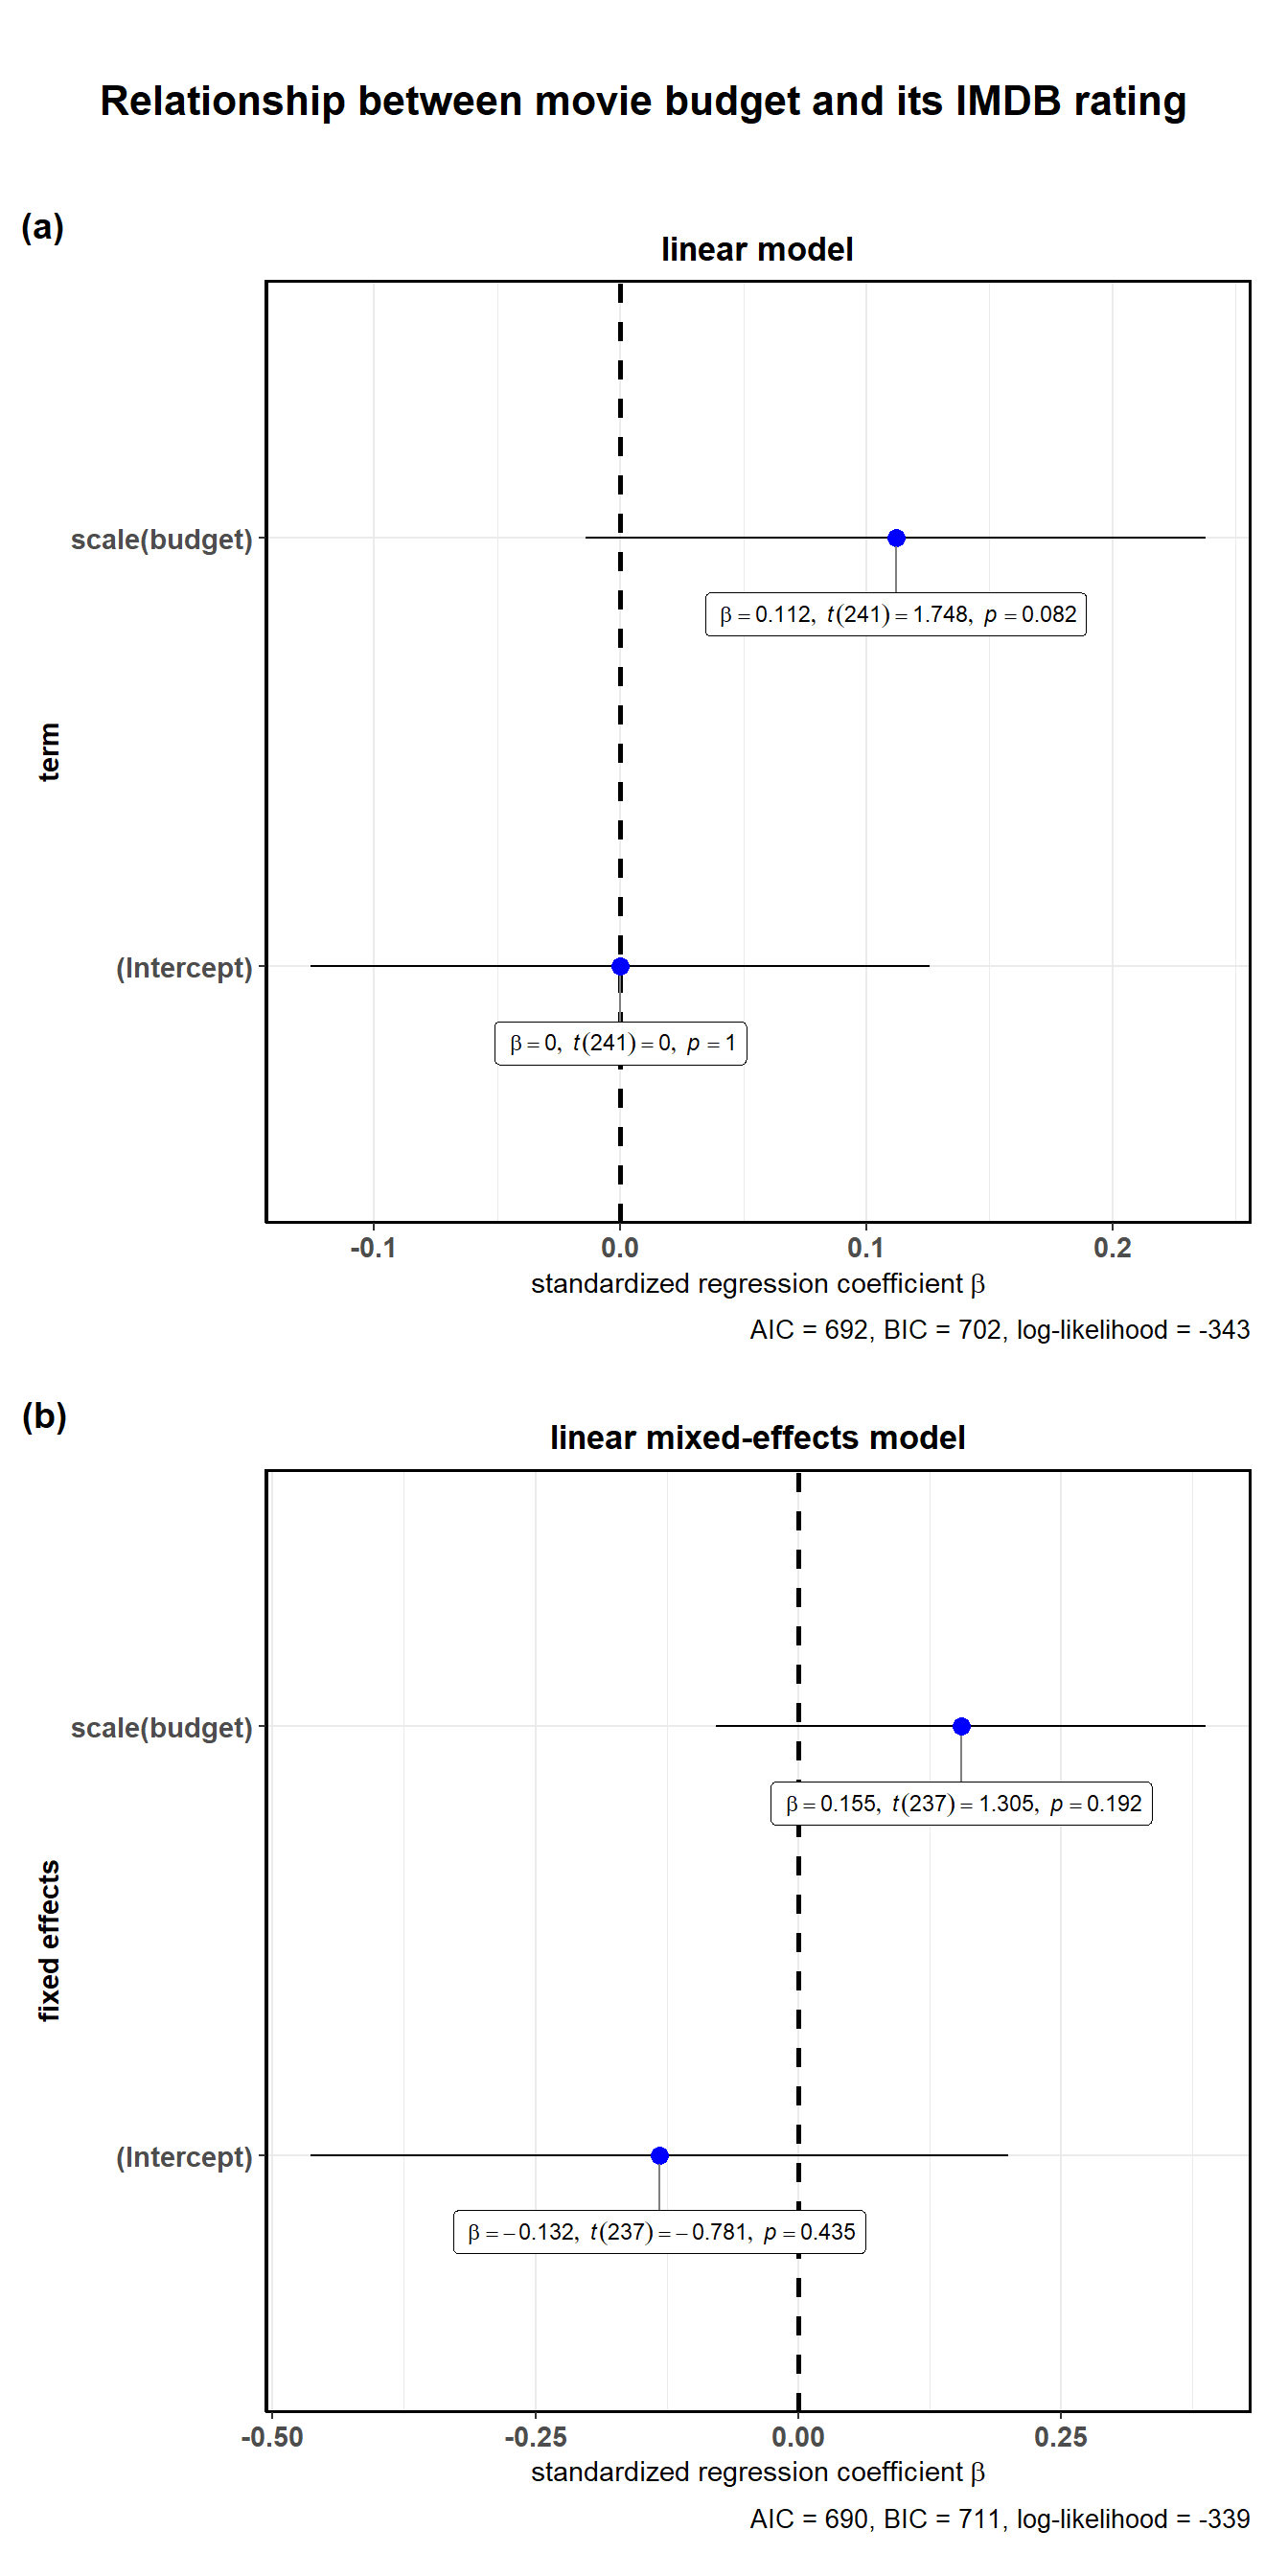 Relationship between movie budget and its IMDB rating
(a)
linear model
scale(budget)
β = 0.112, t(241) = 1.748, p = 0.082
term
(Intercept)
β = 0, t(241) = 0, p = 1
-0.1 0.0 0.1 0.2
standardized regression coefficient β
AIC = 692, BIC = 702, log-likelihood = -343
(b)
linear mixed-effects model
scale(budget)
β = 0.155, t(237) = 1.305, p = 0.192
fixed effects
(Intercept)
β = −0.132, t(237) = −0.781, p = 0.435
-0.50 -0.25 0.00 0.25
standardized regression coefficient β
AIC = 690, BIC = 711, log-likelihood = -339